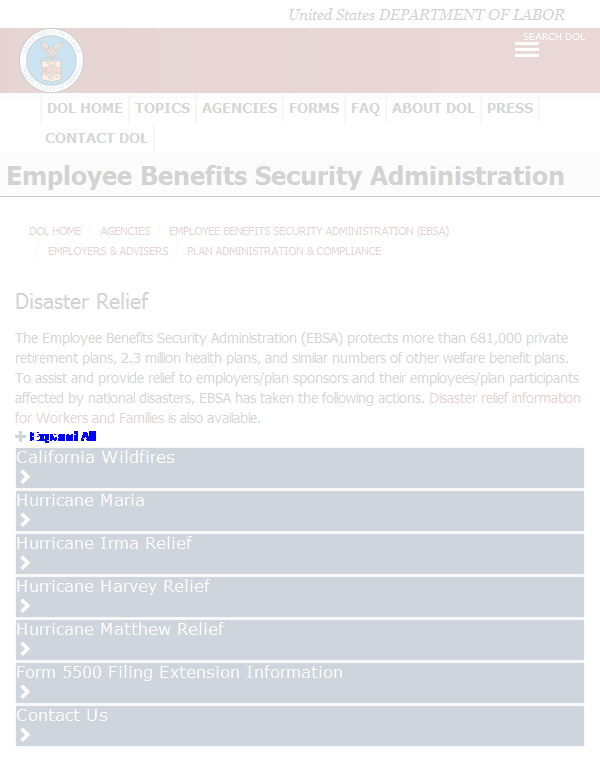 United States DEPARTMENT OF LABOR
SEARCH DOL
DOL HOME TOPICS AGENCIES FORMS FAQ ABOUT DOL PRESS
CONTACT DOL
Employee Benefits Security Administration
DOL HOME / AGENCIES / EMPLOYEE BENEFITS SECURITY ADMINISTRATION (EBSA)
/ EMPLOYERS & ADVISERS / PLAN ADMINISTRATION & COMPLIANCE
Disaster Relief
The Employee Benefits Security Administration (EBSA) protects more than 681,000 private
retirement plans, 2.3 million health plans, and similar numbers of other welfare benefit plans.
To assist and provide relief to employers/plan sponsors and their employees/plan participants
affected by national disasters, EBSA has taken the following actions. Disaster relief information
for Workers and Families is also available.
Expand All
California Wildfires
Hurricane Maria
Hurricane Irma Relief
Hurricane Harvey Relief
Hurricane Matthew Relief
Form 5500 Filing Extension Information
Contact Us